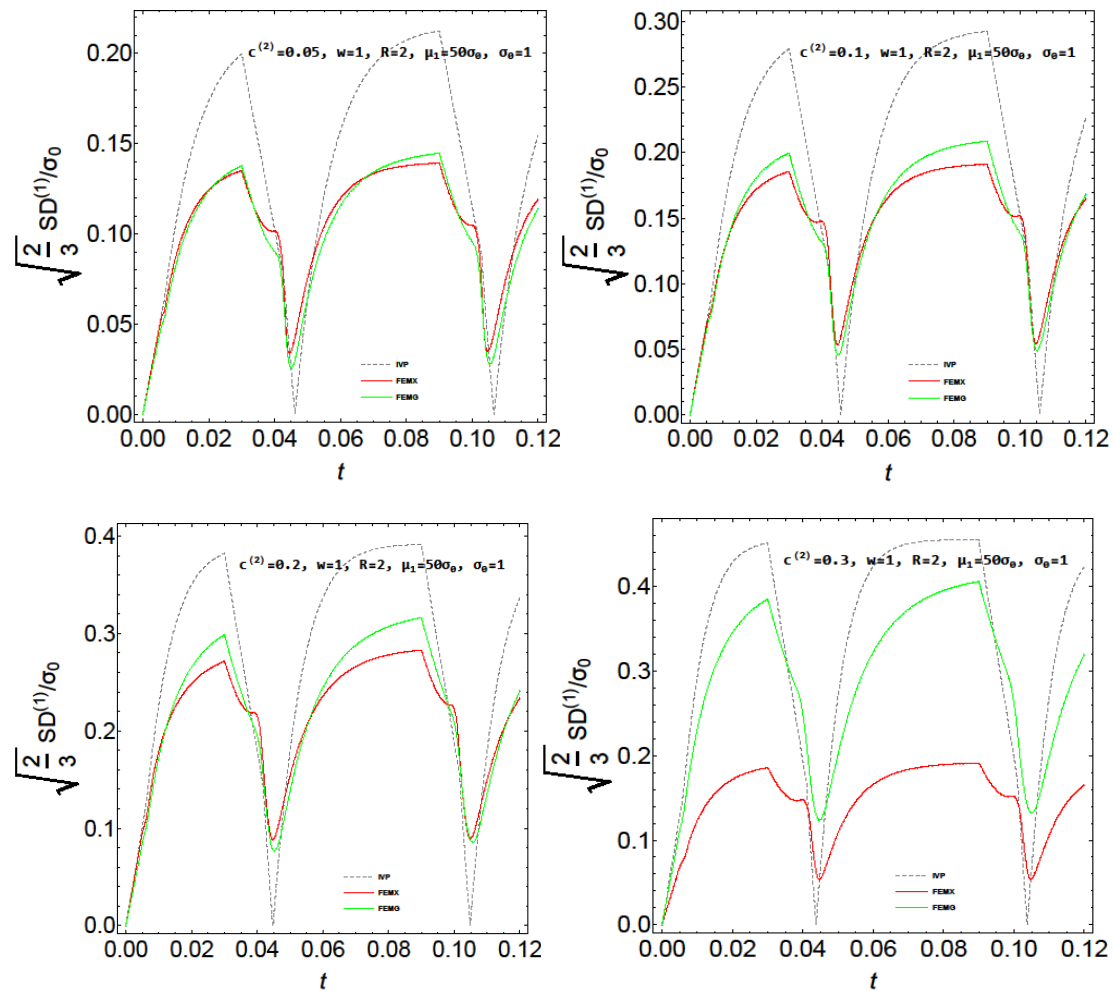 c(2)=0.05, w=1, R=2, μ1=50σ0, σ0=1
0.20
0.15
0.10
0.05
0.00
√2/3 SD(1)/σ0
IVP
FEMX
FEMG
0.00 0.02 0.04 0.06 0.08 0.10 0.12
t
c(2)=0.1, w=1, R=2, μ1=50σ0, σ0=1
0.30
0.25
0.20
0.15
0.10
0.05
0.00
√2/3 SD(1)/σ0
IVP
FEMX
FEMG
0.00 0.02 0.04 0.06 0.08 0.10 0.12
t
c(2)=0.2, w=1, R=2, μ1=50σ0, σ0=1
0.4
0.3
0.2
0.1
0.0
√2/3 SD(1)/σ0
IVP
FEMX
FEMG
0.00 0.02 0.04 0.06 0.08 0.10 0.12
t
c(2)=0.3, w=1, R=2, μ1=50σ0, σ0=1
0.4
0.3
0.2
0.1
0.0
√2/3 SD(1)/σ0
IVP
FEMX
FEMG
0.00 0.02 0.04 0.06 0.08 0.10 0.12
t